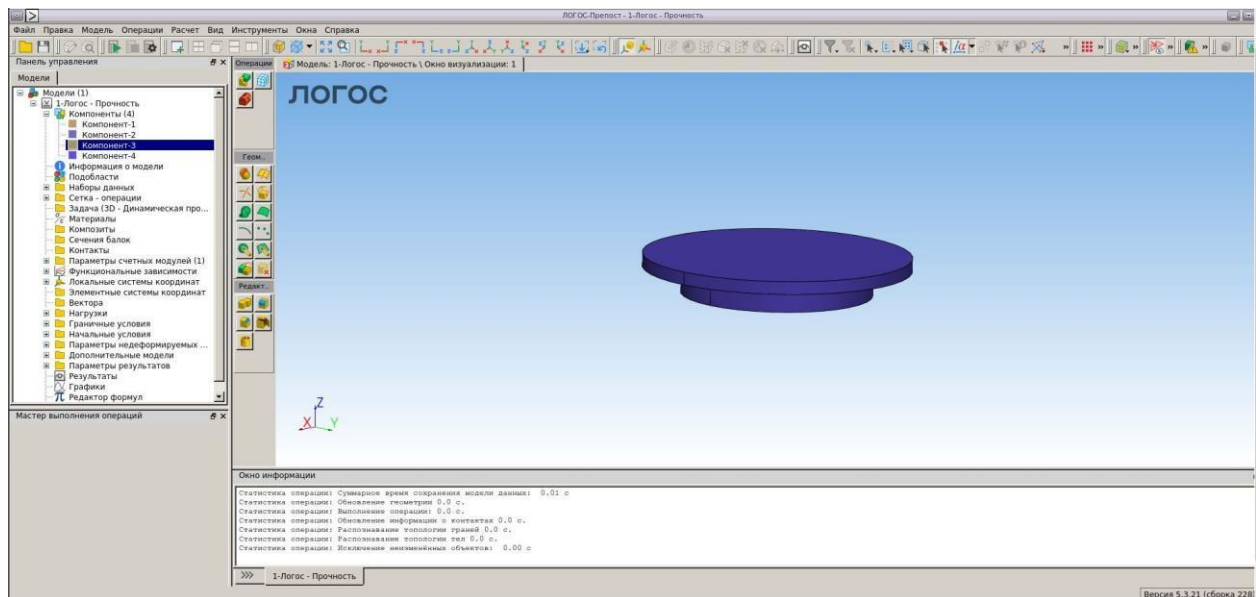 ЛОГОС-Препост - 1-Логос - Прочность
Файл Правка Модель Операции Расчет Вид Инструменты Окна Справка
Панель управления
Операции
Модель: 1-Логос - Прочность \ Окно визуализации: 1
Модели
ЛОГОС
Модели (1)
1-Логос - Прочность
Компоненты (4)
Компонент-1
Компонент-2
Компонент-3
Компонент-4
Информация о модели
Подобласти
Наборы данных
Сетка - операции
Задача (3D - Динамическая про...
Материалы
Композиты
Сечения балок
Контакты
Параметры счетных модулей (1)
Функциональные зависимости
Локальные системы координат
Элементные системы координат
Вектора
Нагрузки
Граничные условия
Начальные условия
Параметры недеформируемых ...
Дополнительные модели
Параметры результатов
Результаты
Графики
Редактор формул
Геом...
Редакт...
Z
X
Y
Мастер выполнения операций
Окно информации
Статистика операции: Суммарное время сохранения модели данных: 0.01 с
Статистика операции: Обновление геометрии 0.0 с.
Статистика операции: Выполнение операции: 0.0 с.
Статистика операции: Обновление информации о контактах 0.0 с.
Статистика операции: Распознавание топологии граней 0.0 с.
Статистика операции: Распознавание топологии тел 0.0 с.
Статистика операции: Исключение неизменённых объектов: 0.00 с
1-Логос - Прочность
Версия 5.3.21 (сборка 228